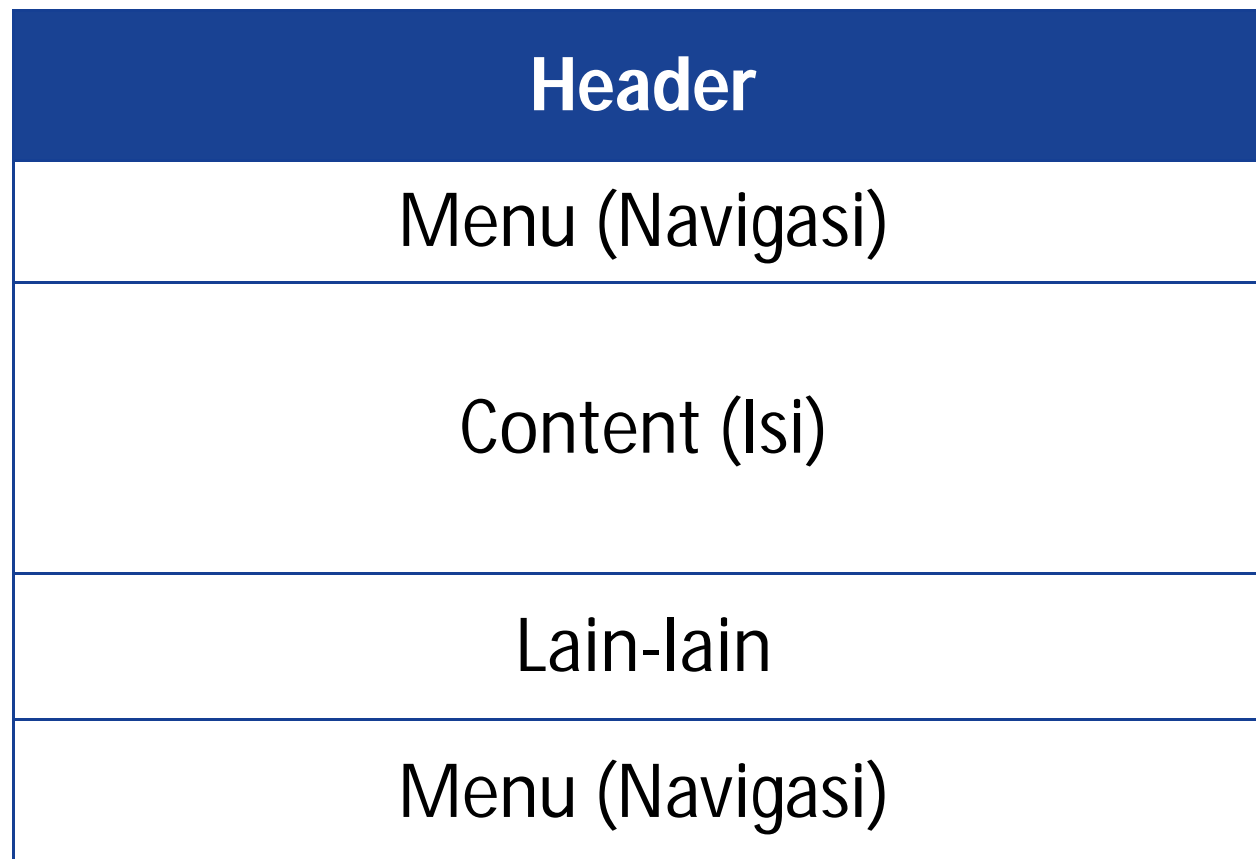 Header
Menu (Navigasi)
Content (Isi)
Lain-lain
Menu (Navigasi)